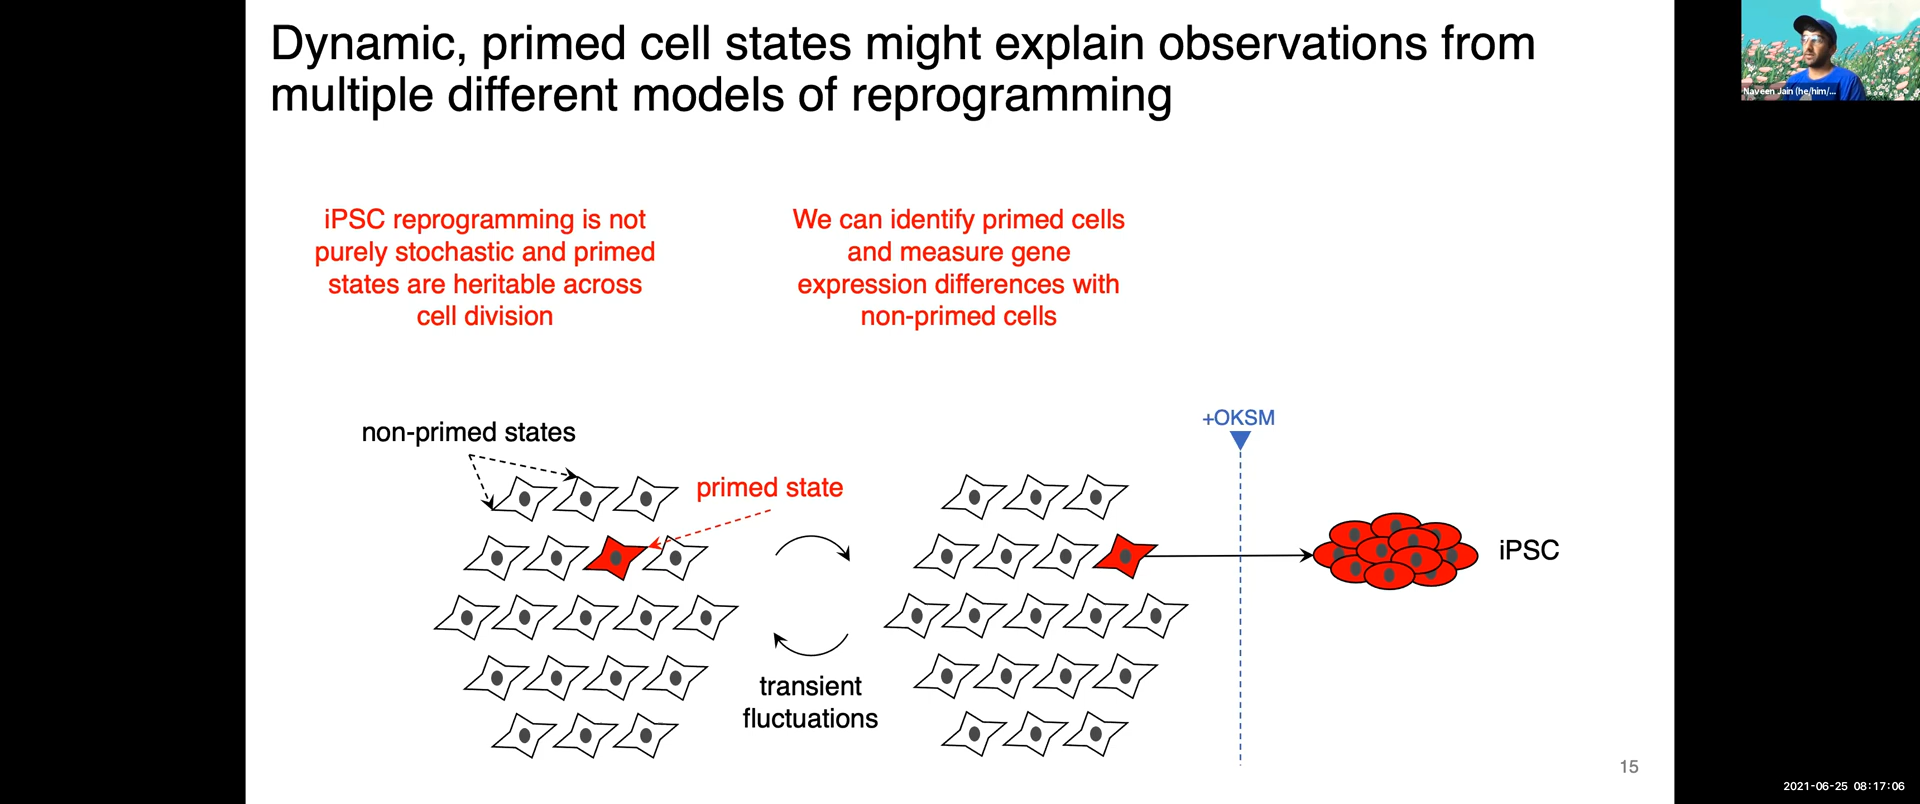 Dynamic, primed cell states might explain observations from
multiple different models of reprogramming
Naveen Jain (he/him/...
iPSC reprogramming is not
purely stochastic and primed
states are heritable across
cell division
We can identify primed cells
and measure gene
expression differences with
non-primed cells
non-primed states
primed state
transient
fluctuations
+OKSM
iPSC
15
2021-06-25 08:17:06